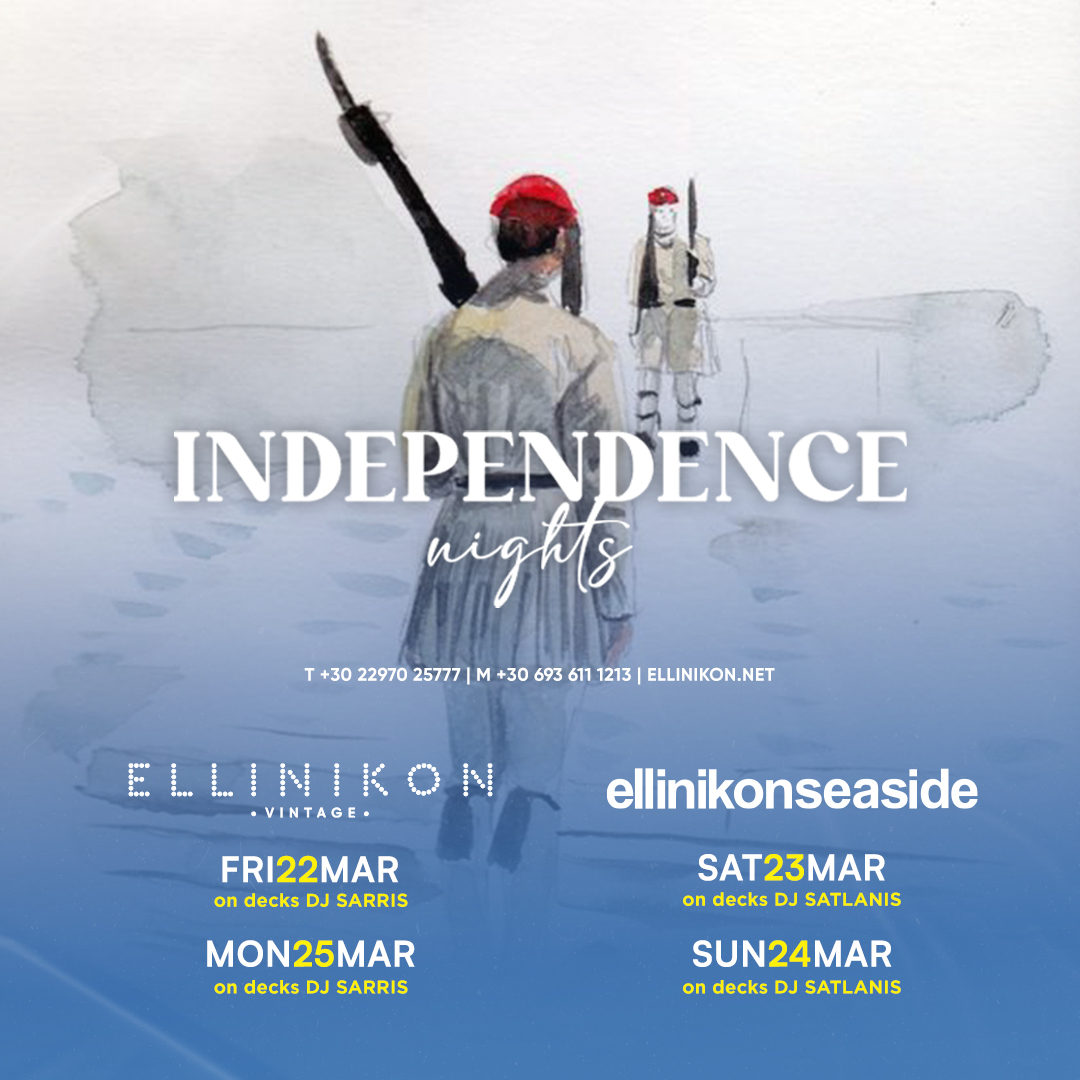 INDEPENDENCE
nights
T +30 22970 25777 | M +30 693 611 1213 | ELLINIKON.NET
ELLINIKON
• VINTAGE •
FRI22MAR
on decks DJ SARRIS
MON25MAR
on decks DJ SARRIS
ellinikonseaside
SAT23MAR
on decks DJ SATLANIS
SUN24MAR
on decks DJ SATLANIS